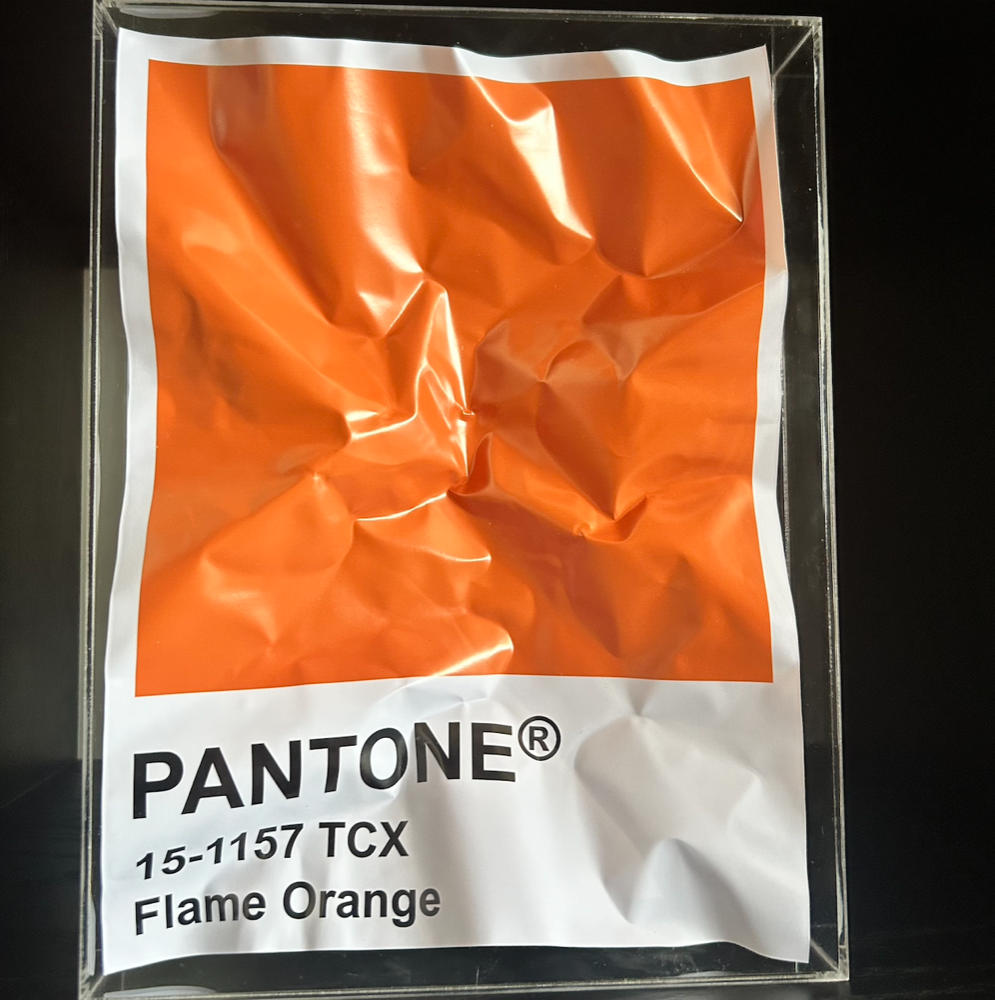 PANTONE®
15-1157 TCX
Flame Orange